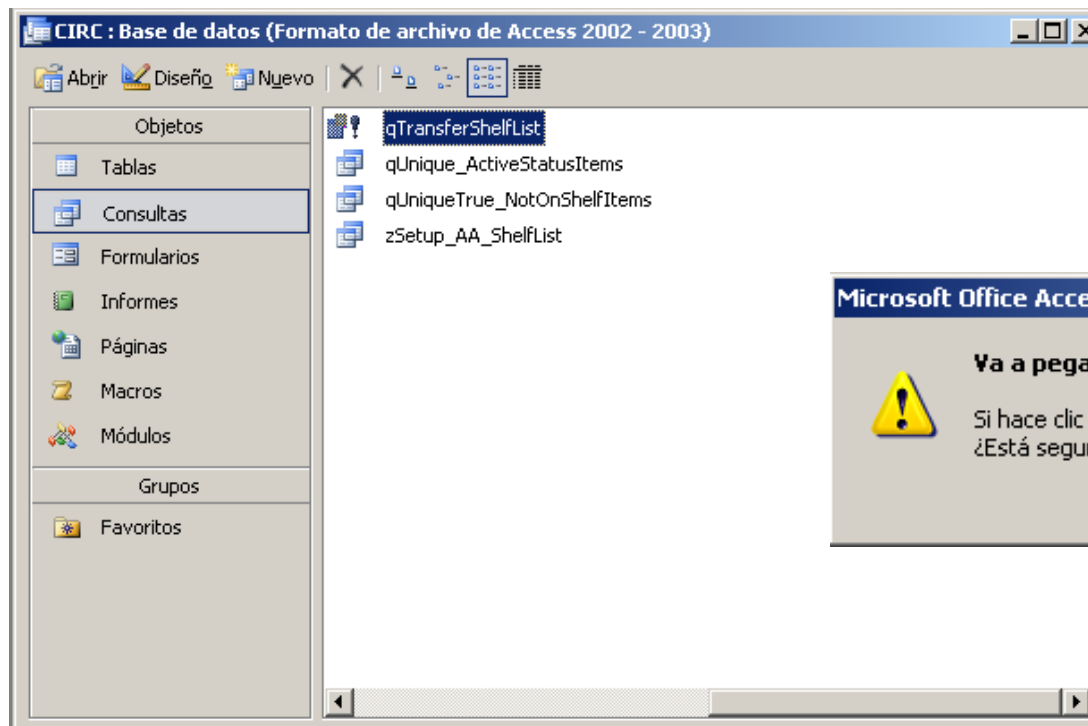 CIRC : Base de datos (Formato de archivo de Access 2002 - 2003)
Abrir Diseño Nuevo
Objetos
Tablas
Consultas
Formularios
Informes
Páginas
Macros
Módulos
Grupos
Favoritos
qTransferShelfList
qUnique_ActiveStatusItems
qUniqueTrue_NotOnShelfItems
zSetup_AA_ShelfList
Microsoft Office Acce
Va a pega
Si hace clic
¿Está segu